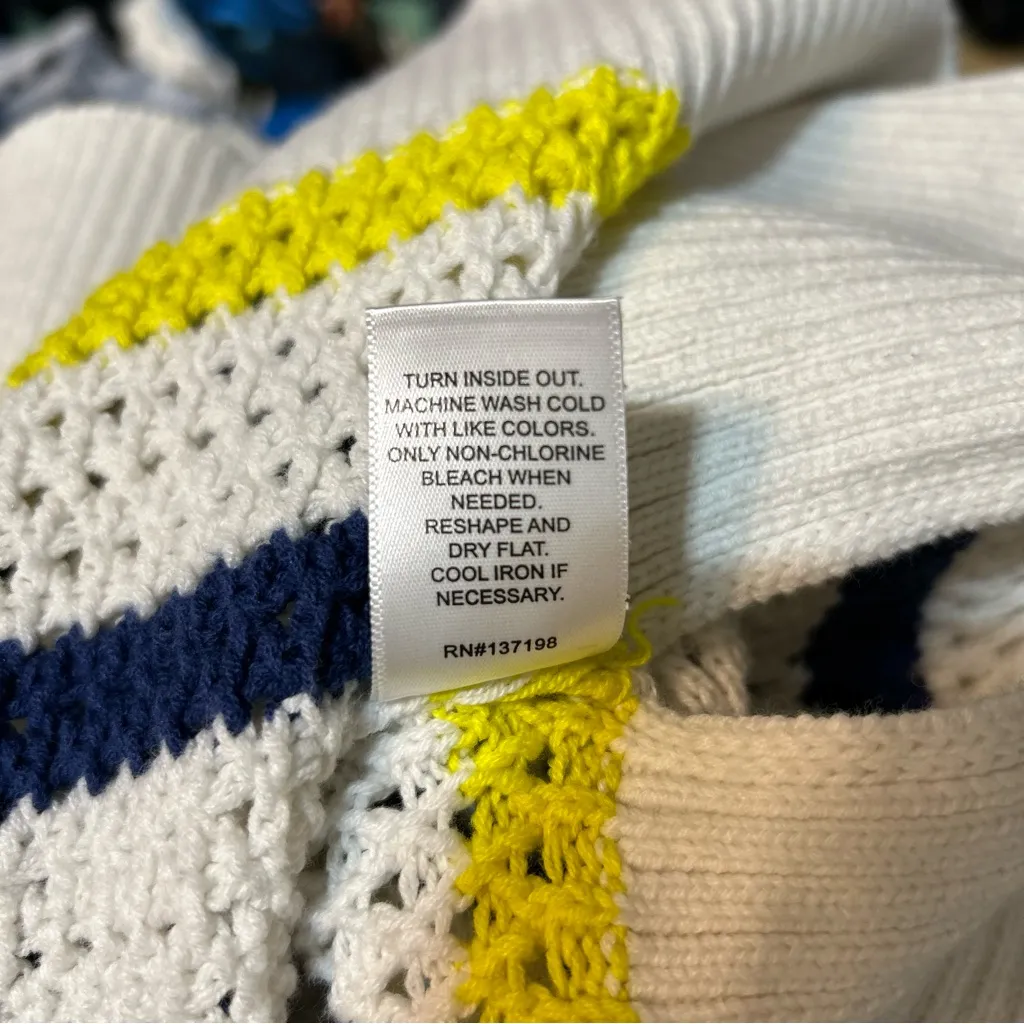 TURN INSIDE OUT.
MACHINE WASH COLD
WITH LIKE COLORS.
ONLY NON-CHLORINE
BLEACH WHEN
NEEDED.
RESHAPE AND
DRY FLAT.
COOL IRON IF
NECESSARY.
RN#137198